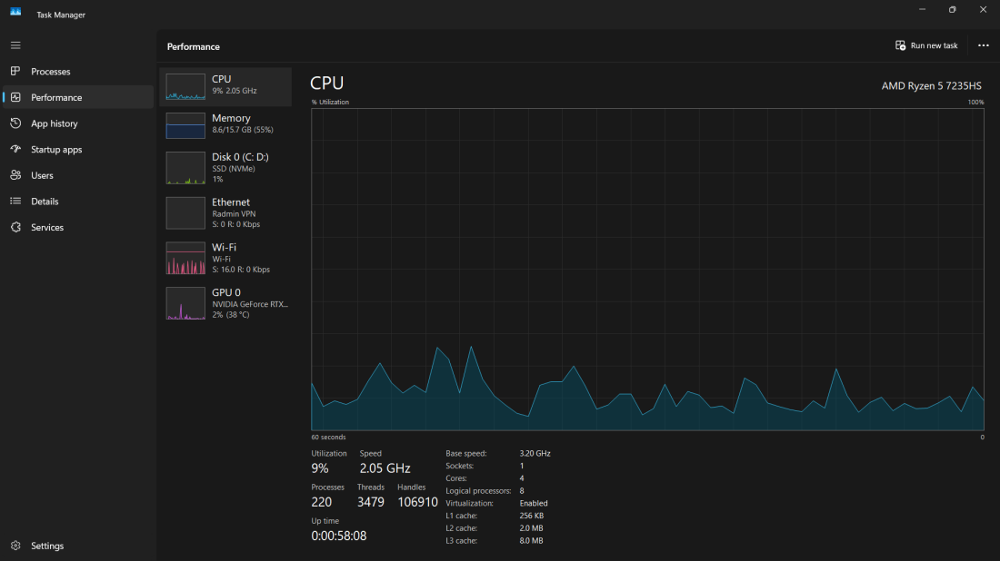 Task Manager
Performance
Run new task
Processes
Performance
App history
Startup apps
Users
Details
Services
Settings
CPU
9% 2.05 GHz
Memory
8.6/15.7 GB (55%)
Disk 0 (C: D:)
SSD (NVMe)
1%
Ethernet
Radmin VPN
S: 0 R: 0 Kbps
Wi-Fi
Wi-Fi
S: 16.0 R: 0 Kbps
GPU 0
NVIDIA GeForce RTX...
2% (38 °C)
CPU
AMD Ryzen 5 7235HS
% Utilization
100%
60 seconds
0
Utilization
Speed
9%
2.05 GHz
Processes
Threads
Handles
220
3479
106910
Up time
0:00:58:08
Base speed: 3.20 GHz
Sockets: 1
Cores: 4
Logical processors: 8
Virtualization: Enabled
L1 cache: 256 KB
L2 cache: 2.0 MB
L3 cache: 8.0 MB